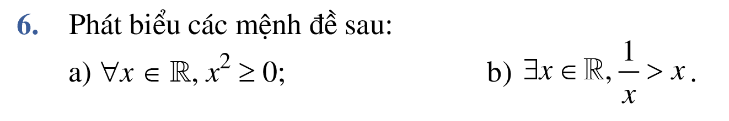 6. Phát biểu các mệnh đề sau:
a) ∀x ∈ ℝ, x² ≥ 0; b) ∃x ∈ ℝ, 1/x > x.